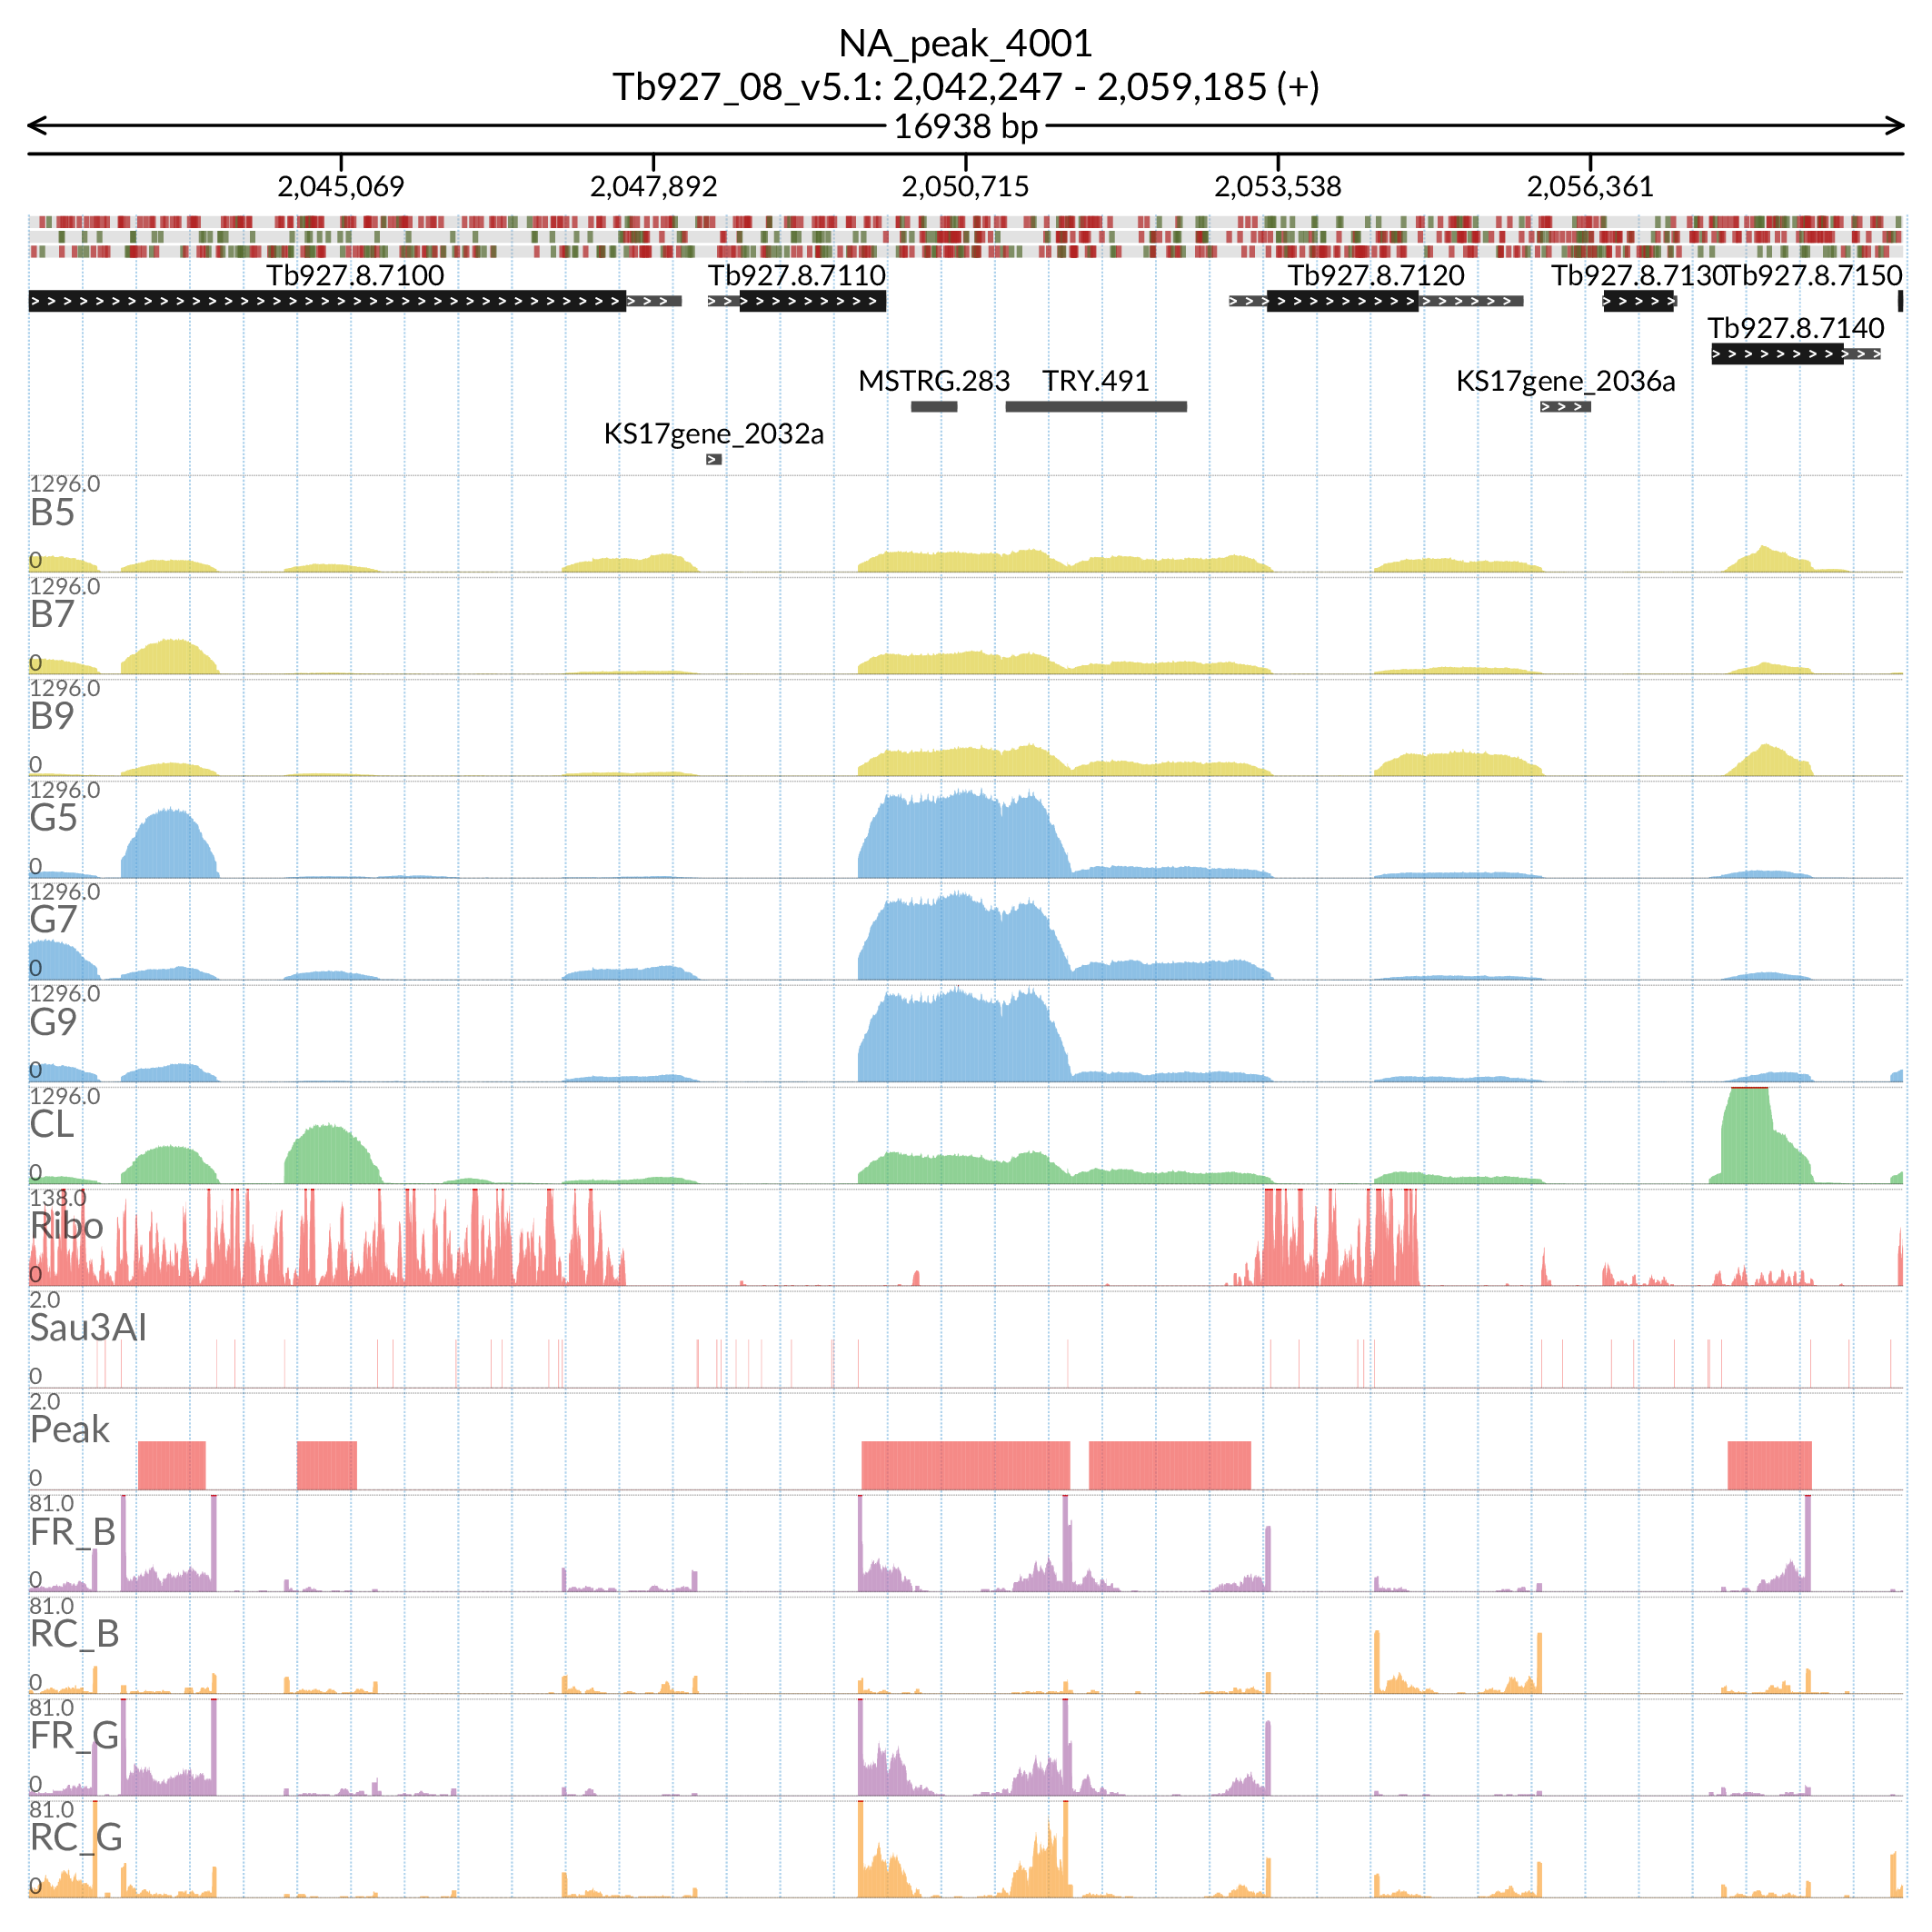 NA_peak_4001
Tb927_08_v5.1: 2,042,247 - 2,059,185 (+)
16938 bp
2,045,069 2,047,892 2,050,715 2,053,538 2,056,361
Tb927.8.7100 Tb927.8.7110 Tb927.8.7120 Tb927.8.7130 Tb927.8.7150
Tb927.8.7140
MSTRG.283 TRY.491 KS17gene_2036a
KS17gene_2032a
1296.0
B5
0
1296.0
B7
0
1296.0
B9
0
1296.0
G5
0
1296.0
G7
0
1296.0
G9
0
1296.0
CL
0
138.0
Ribo
0
2.0
Sau3AI
0
2.0
Peak
0
81.0
FR_B
0
81.0
RC_B
0
81.0
FR_G
0
81.0
RC_G
0